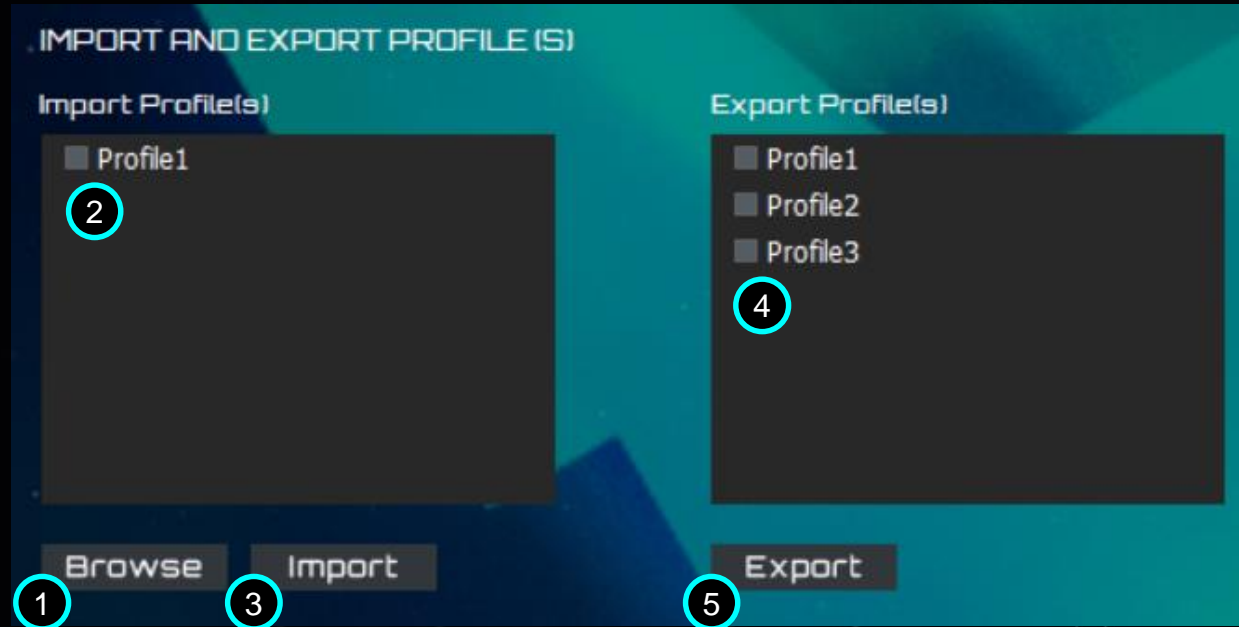 IMPORT AND EXPORT PROFILE (S)
Import Profile(s)
Profile1
2
Browse
Import
1
3
Export Profile(s)
Profile1
Profile2
Profile3
4
Export
5